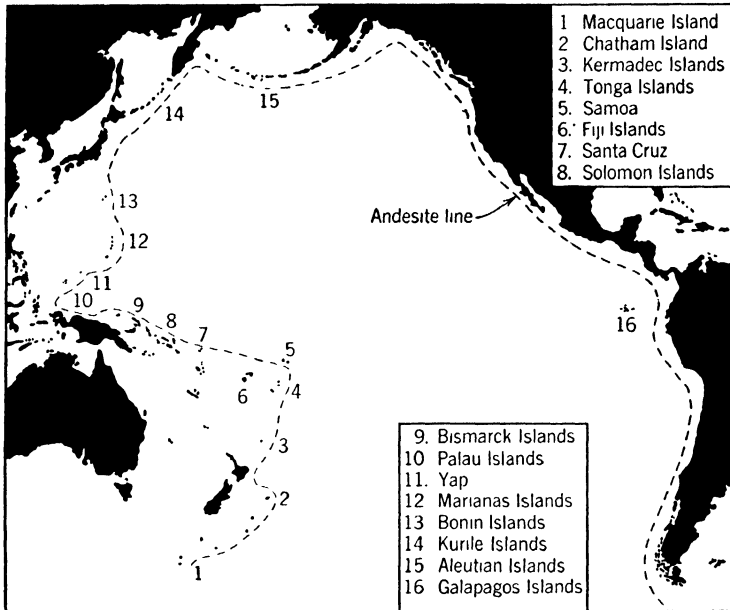 1 Macquarie Island
2 Chatham Island
3. Kermadec Islands
4. Tonga Islands
5. Samoa
6. Fiji Islands
7. Santa Cruz
8. Solomon Islands
14
15
13
Andesite line
12
11
10
9
8
7
16
5
6
4
3
2
1
9. Bismarck Islands
10 Palau Islands
11. Yap
12 Marianas Islands
13 Bonin Islands
14 Kurile Islands
15 Aleutian Islands
16 Galapagos Islands